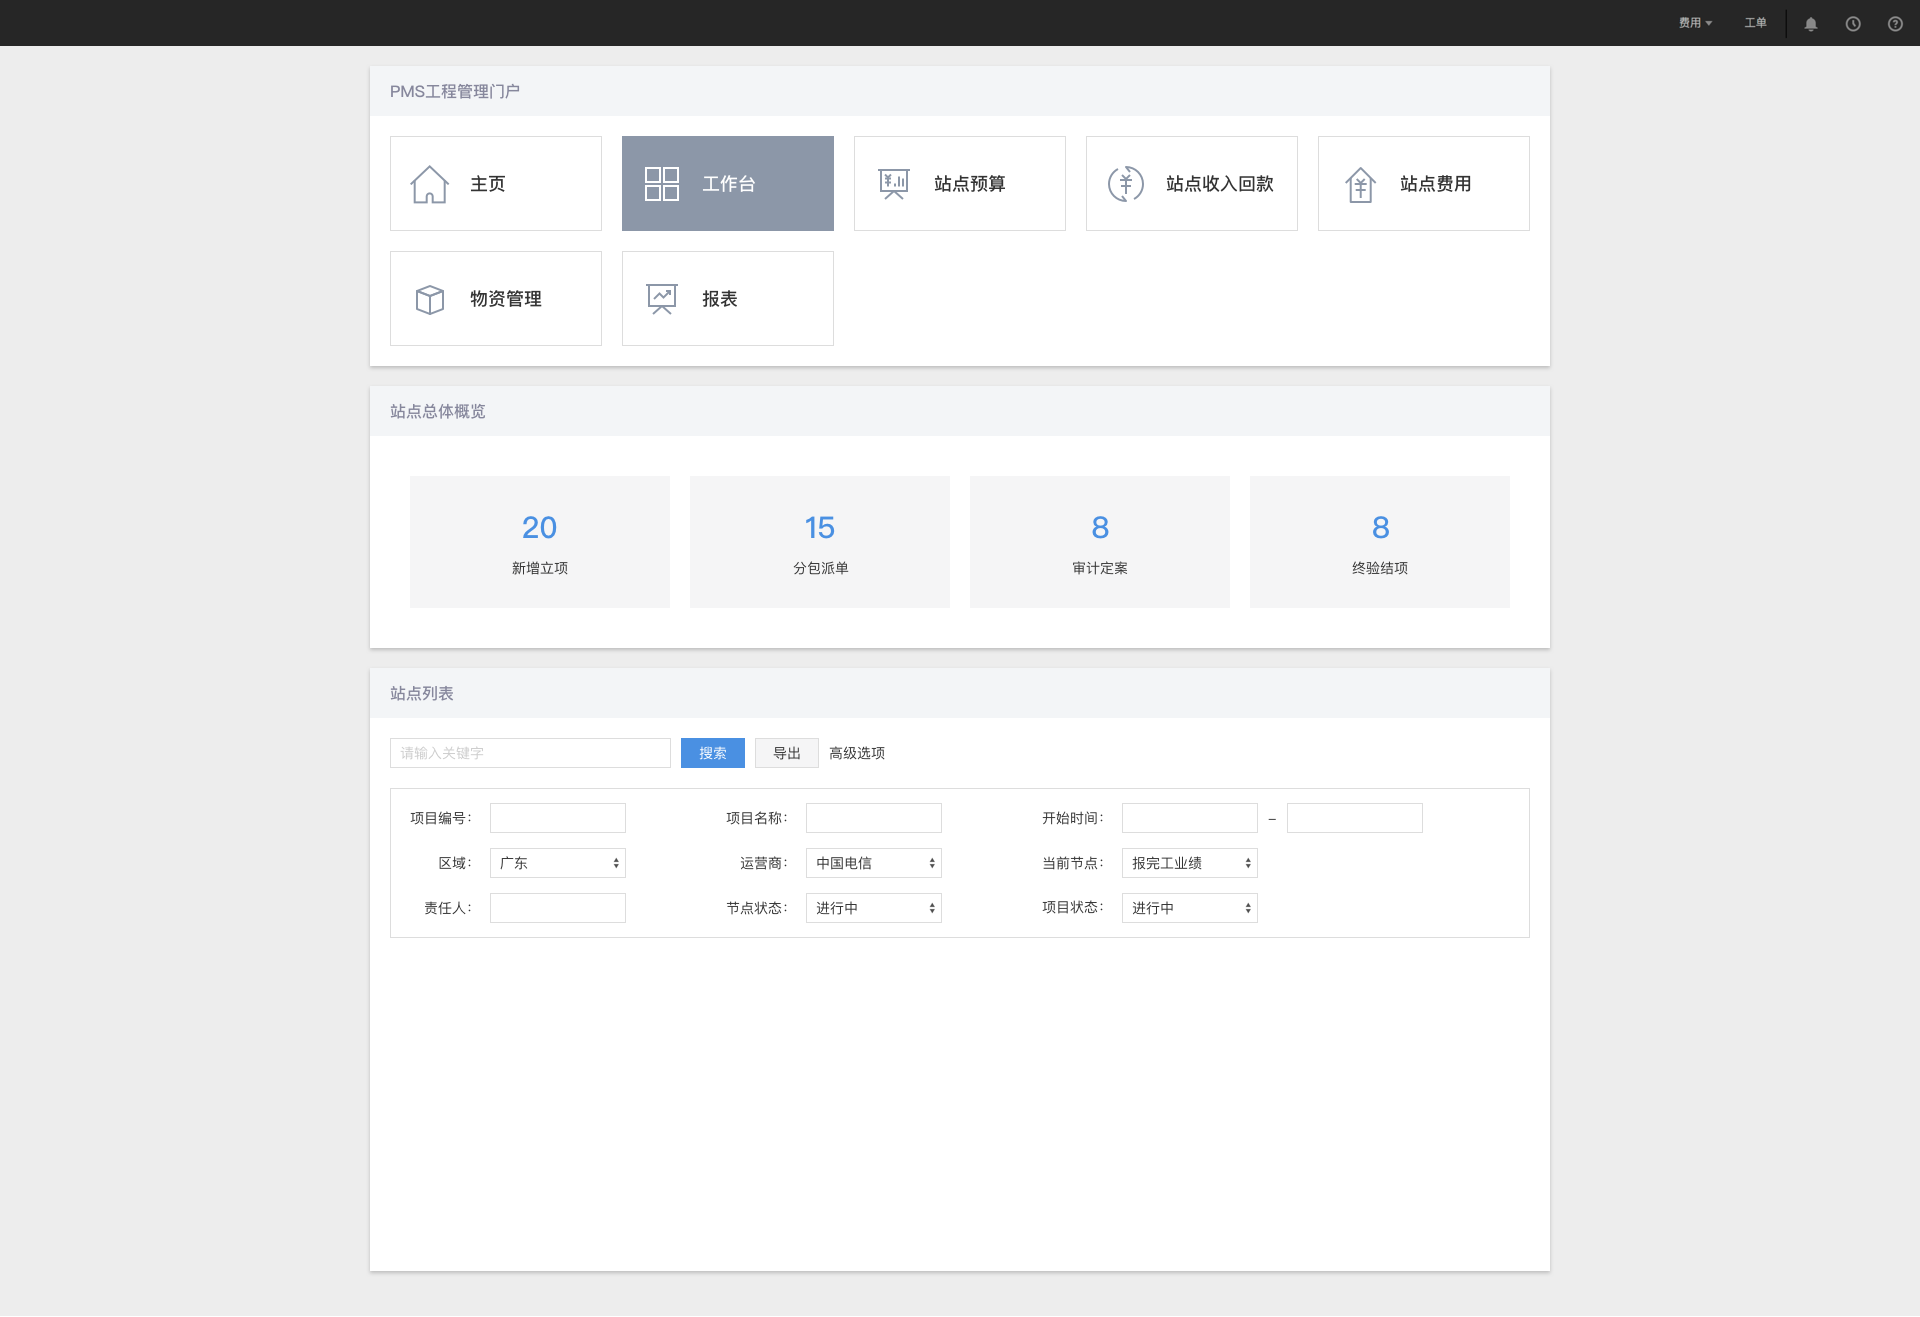 费用 工单
PMS工程管理门户
主页 工作台 站点预算 站点收入回款 站点费用
物资管理 报表
站点总体概览
20 15 8 8
新增立项 分包派单 审计定案 终验结项
站点列表
请输入关键字 搜索 导出 高级选项
项目编号： 项目名称： 开始时间： –
区域： 广东 运营商： 中国电信 当前节点： 报完工业绩
责任人： 节点状态： 进行中 项目状态： 进行中